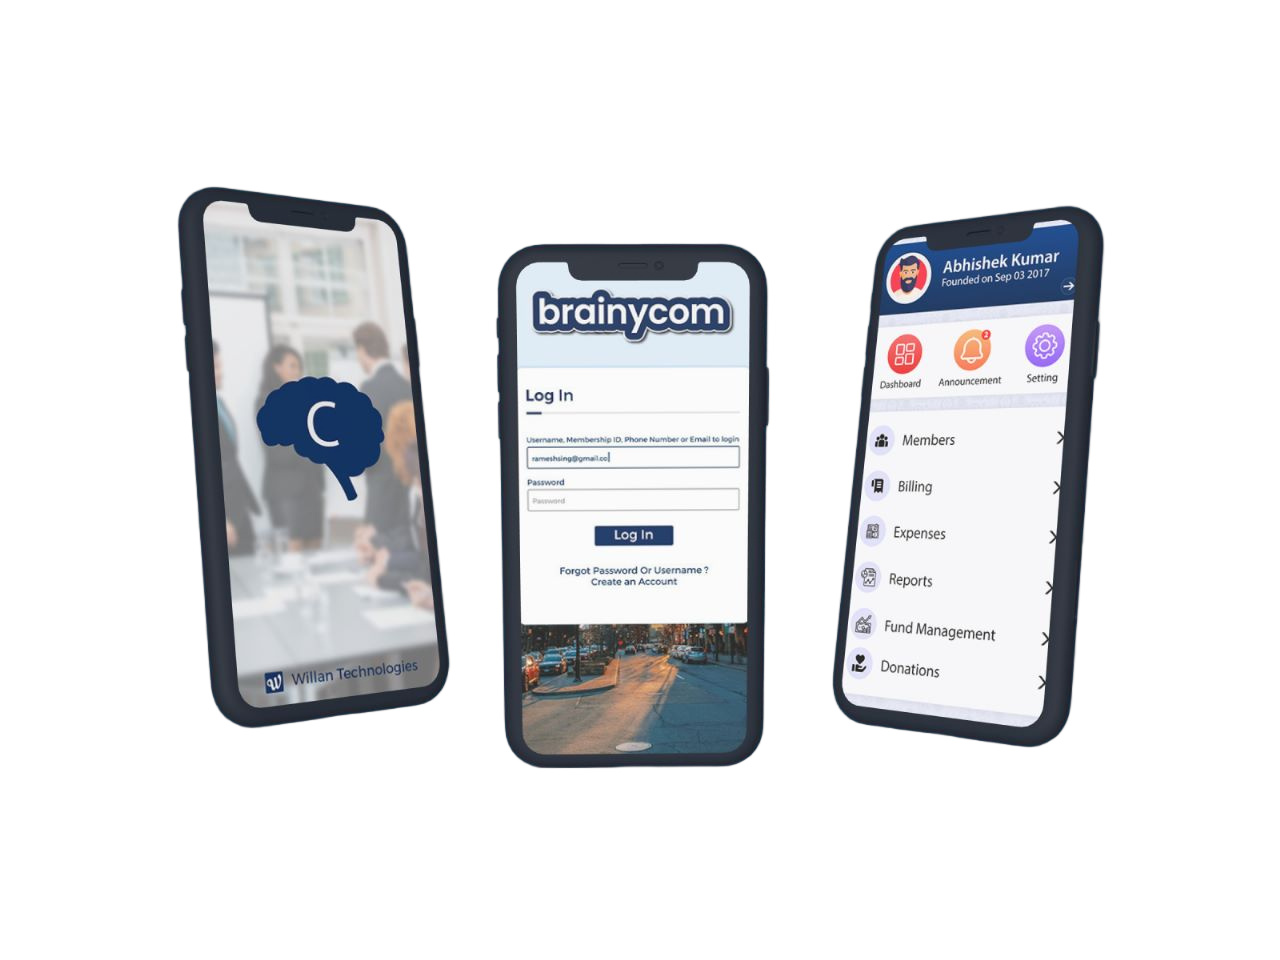 C
Willan Technologies
brainycom
Log In
Username, Membership ID, Phone Number or Email to login
rameshsing@gmail.co
Password
Password
Log In
Forgot Password Or Username ?
Create an Account
Abhishek Kumar
Founded on Sep 03 2017
2
Dashboard
Announcement
Setting
Members
Billing
Expenses
Reports
Fund Management
Donations